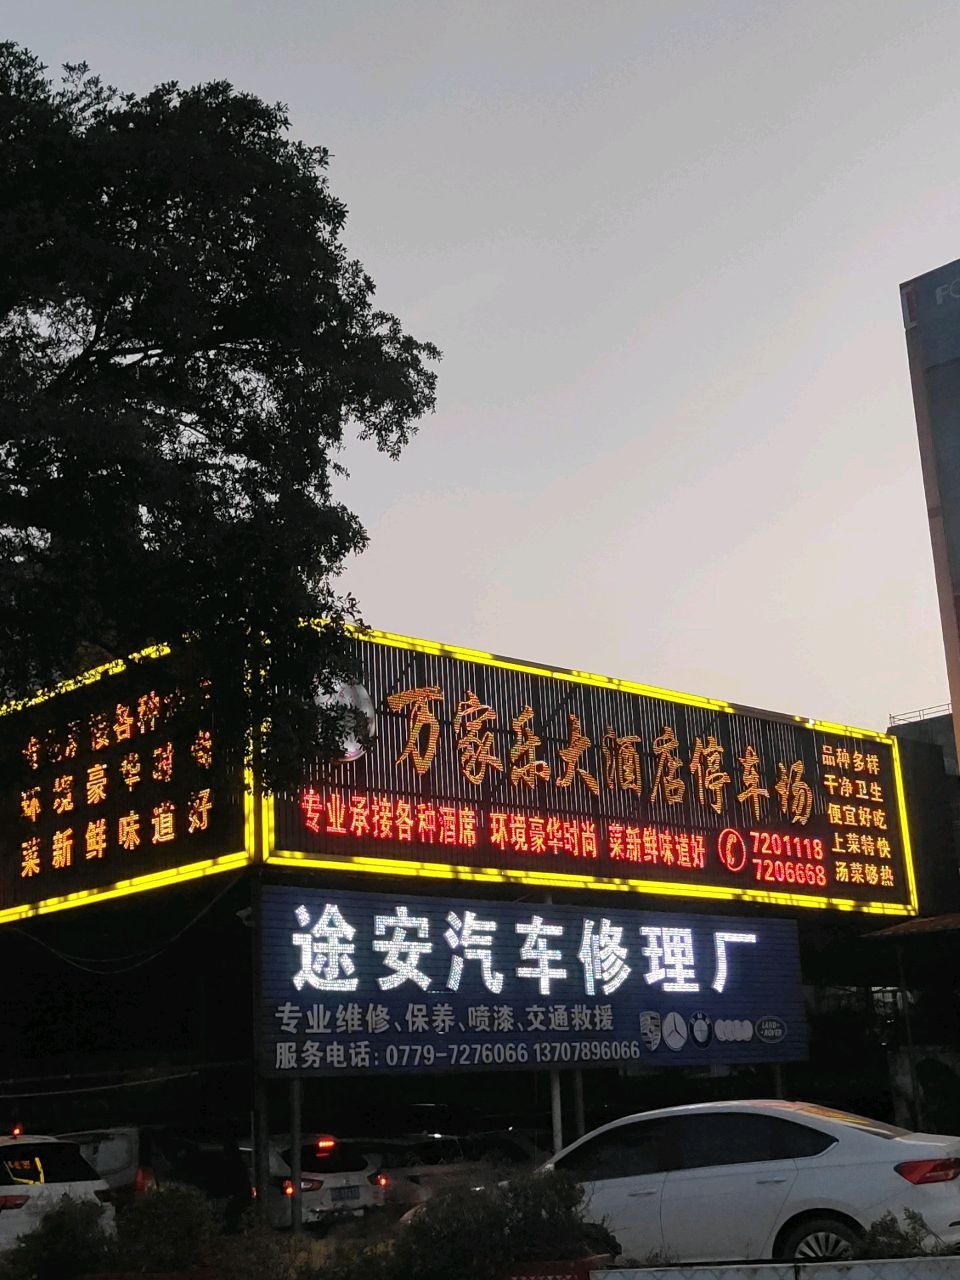 万家乐大酒店停车场
专业承接各种酒席 环境豪华时尚 菜新鲜味道好
7201118
7206668
品种多样
干净卫生
便宜好吃
上菜特快
汤菜够热
接各种
环境豪华时
菜新鲜味道好
途安汽车修理厂
专业维修、保养、喷漆、交通救援
服务电话: 0779-7276066 13707896066
LAND-
ROVER
FO